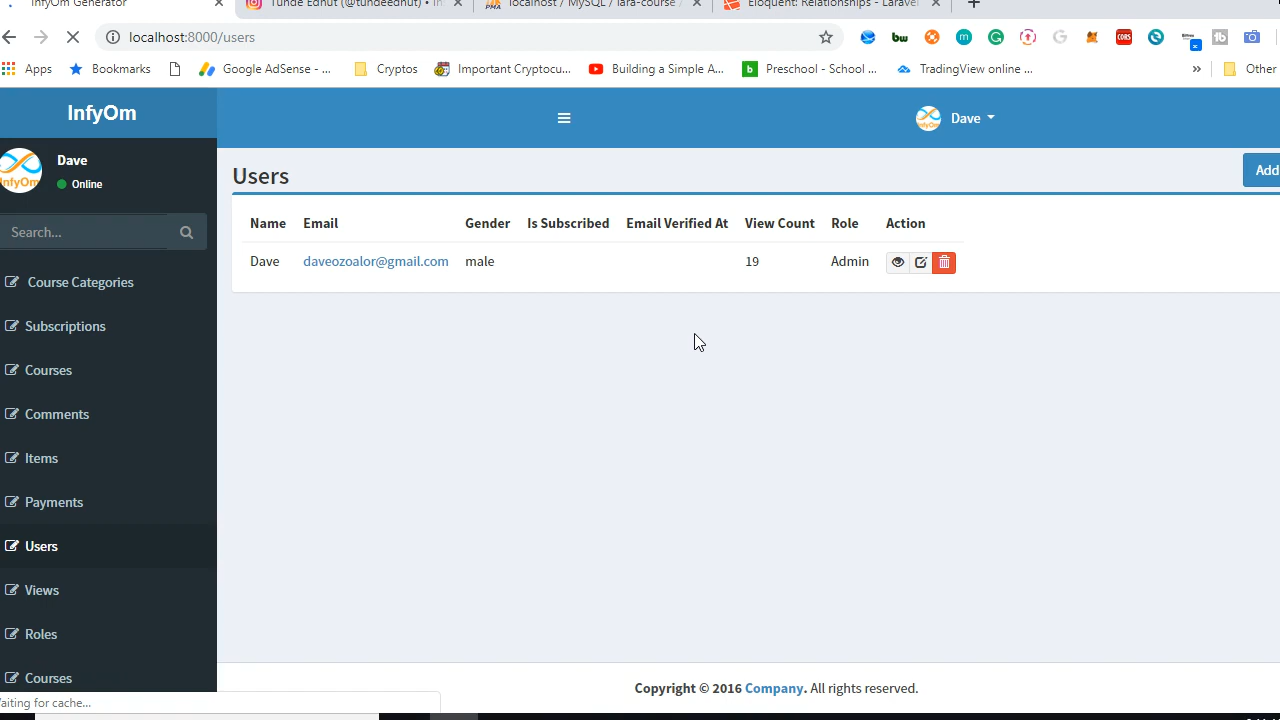 InfyOm Generator
Tunde Ednut (@tundeednut) • In
localhost / MySQL / lara-course /
Eloquent: Relationships - Laravel
localhost:8000/users
Apps
Bookmarks
Google AdSense - ...
Cryptos
Important Cryptocu...
Building a Simple A...
Preschool - School ...
TradingView online ...
»
Other
InfyOm
Dave
Dave
Online
Search...
Course Categories
Subscriptions
Courses
Comments
Items
Payments
Users
Views
Roles
Courses
Users
Add
Name Email Gender Is Subscribed Email Verified At View Count Role Action
Dave daveozoalor@gmail.com male 19 Admin
Copyright © 2016 Company. All rights reserved.
aiting for cache...